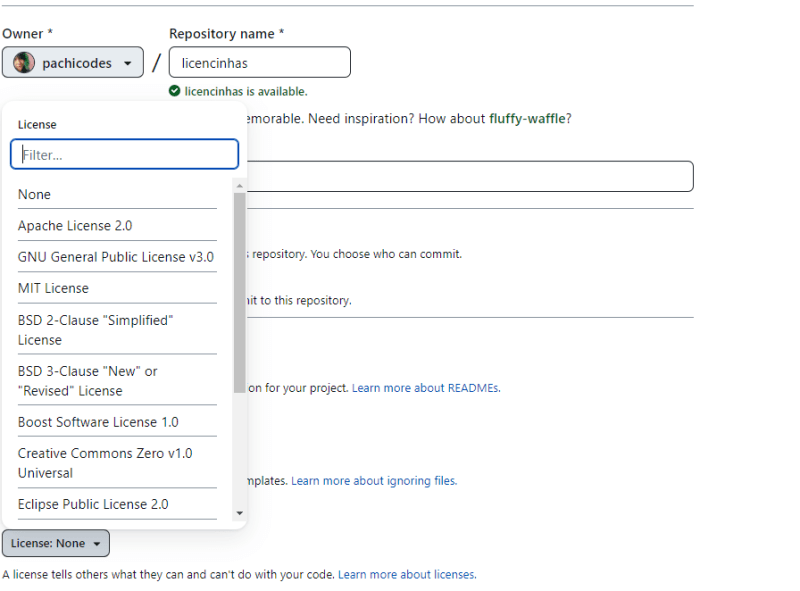 Owner *
Repository name *
pachicodes
/
licencinhas
licencinhas is available.
License
emorable. Need inspiration? How about fluffy-waffle?
Filter...
None
Apache License 2.0
repository. You choose who can commit.
GNU General Public License v3.0
MIT License
to this repository.
BSD 2-Clause "Simplified"
License
BSD 3-Clause "New" or
"Revised" License
on for your project. Learn more about READMEs.
Boost Software License 1.0
Creative Commons Zero v1.0
Universal
mplates. Learn more about ignoring files.
Eclipse Public License 2.0
License: None
A license tells others what they can and can't do with your code. Learn more about licenses.